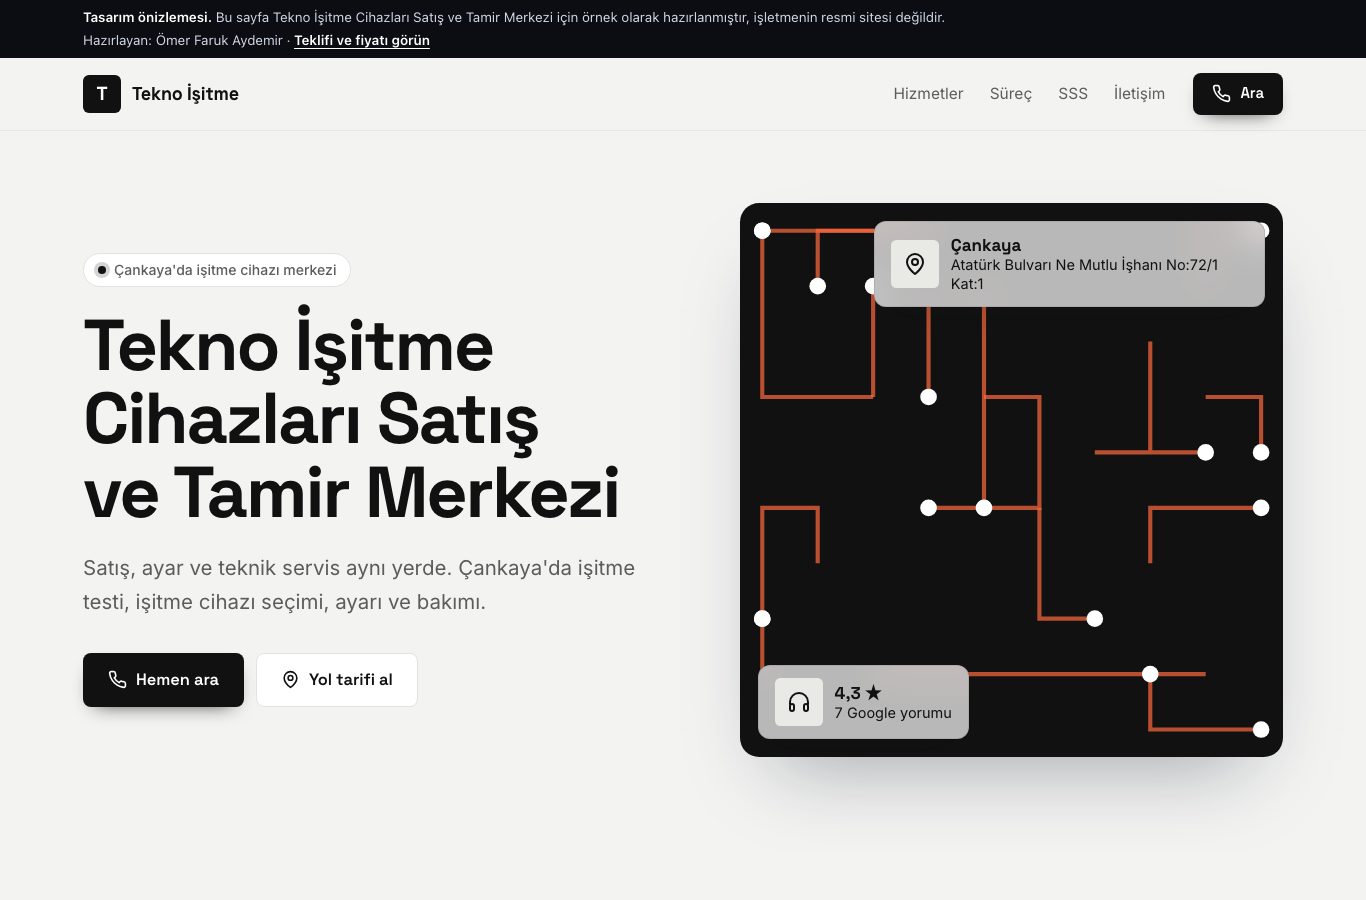 Tasarım önizlemesi. Bu sayfa Tekno İşitme Cihazları Satış ve Tamir Merkezi için örnek olarak hazırlanmıştır, işletmenin resmi sitesi değildir.
Hazırlayan: Ömer Faruk Aydemir · Teklifi ve fiyatı görün
T Tekno İşitme
Hizmetler Süreç SSS İletişim Ara
Çankaya'da işitme cihazı merkezi
Tekno İşitme
Cihazları Satış
ve Tamir Merkezi
Satış, ayar ve teknik servis aynı yerde. Çankaya'da işitme
testi, işitme cihazı seçimi, ayarı ve bakımı.
Hemen ara Yol tarifi al
Çankaya
Atatürk Bulvarı Ne Mutlu İşhanı No:72/1
Kat:1
4,3 ★
7 Google yorumu